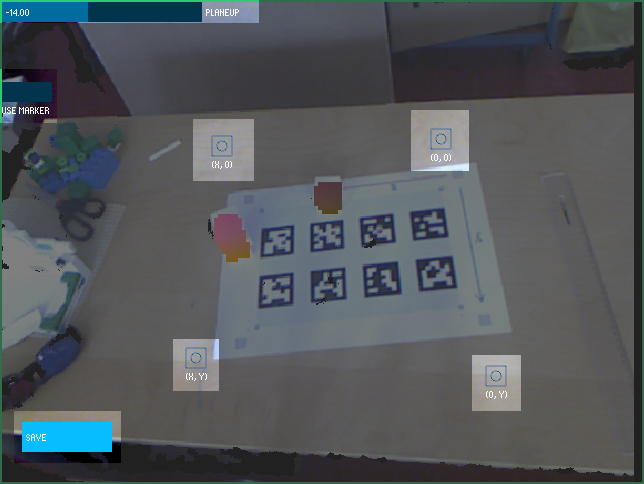 -14.00 PLANEUP
USE MARKER
(X, 0)
(0, 0)
(X, Y)
(0, Y)
SAVE